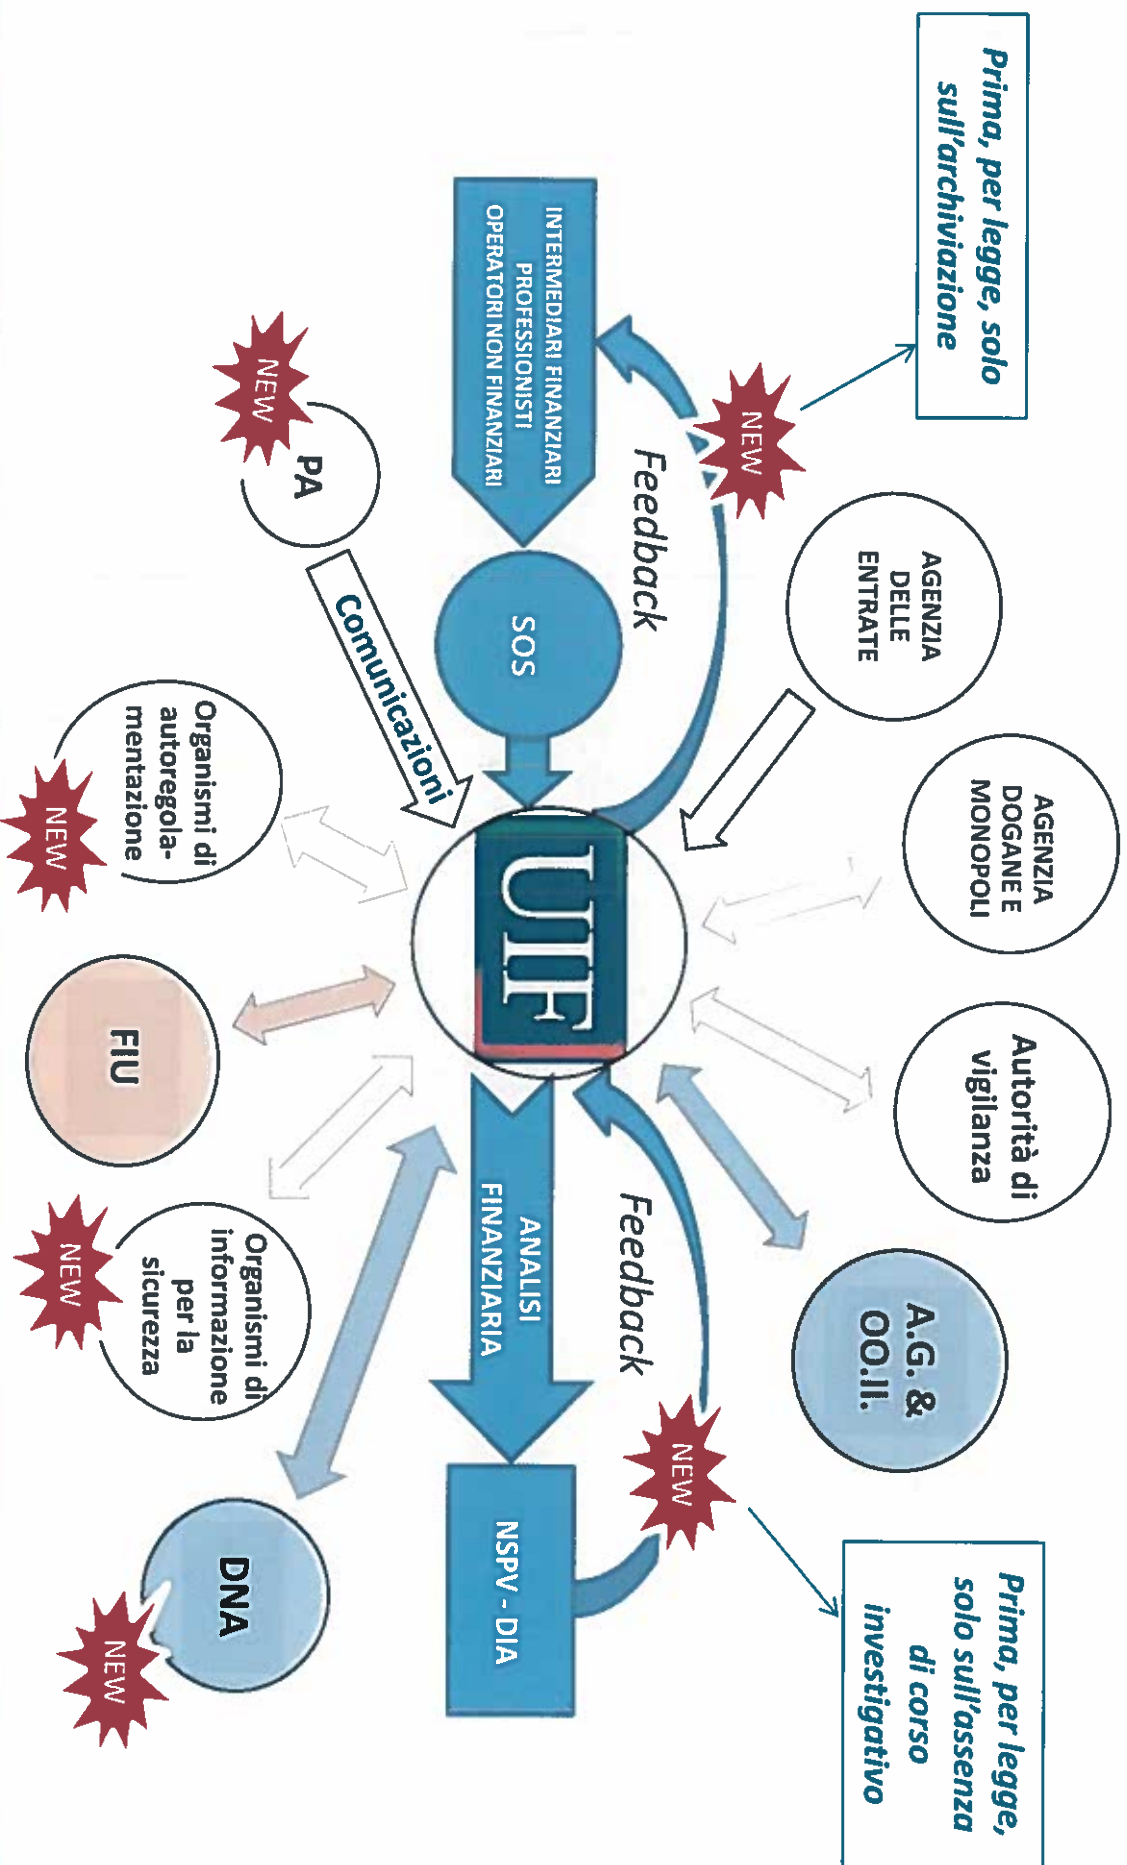 Prima, per legge, solo
sull'archiviazione
NEW
Feedback
INTERMEDIARI FINANZIARI
PROFESSIONISTI
OPERATORI NON FINANZIARI
NEW
PA
Comunicazioni
SOS
AGENZIA
DELLE
ENTRATE
AGENZIA
DOGANE E
MONOPOLI
Autorità di
vigilanza
A.G. &
OO.II.
UIF
Organismi di
autoregola-
mentazione
NEW
FIU
Organismi di
informazione
per la
sicurezza
NEW
ANALISI
FINANZIARIA
Feedback
NEW
NSPV - DIA
DNA
NEW
Prima, per legge,
solo sull'assenza
di corso
investigativo